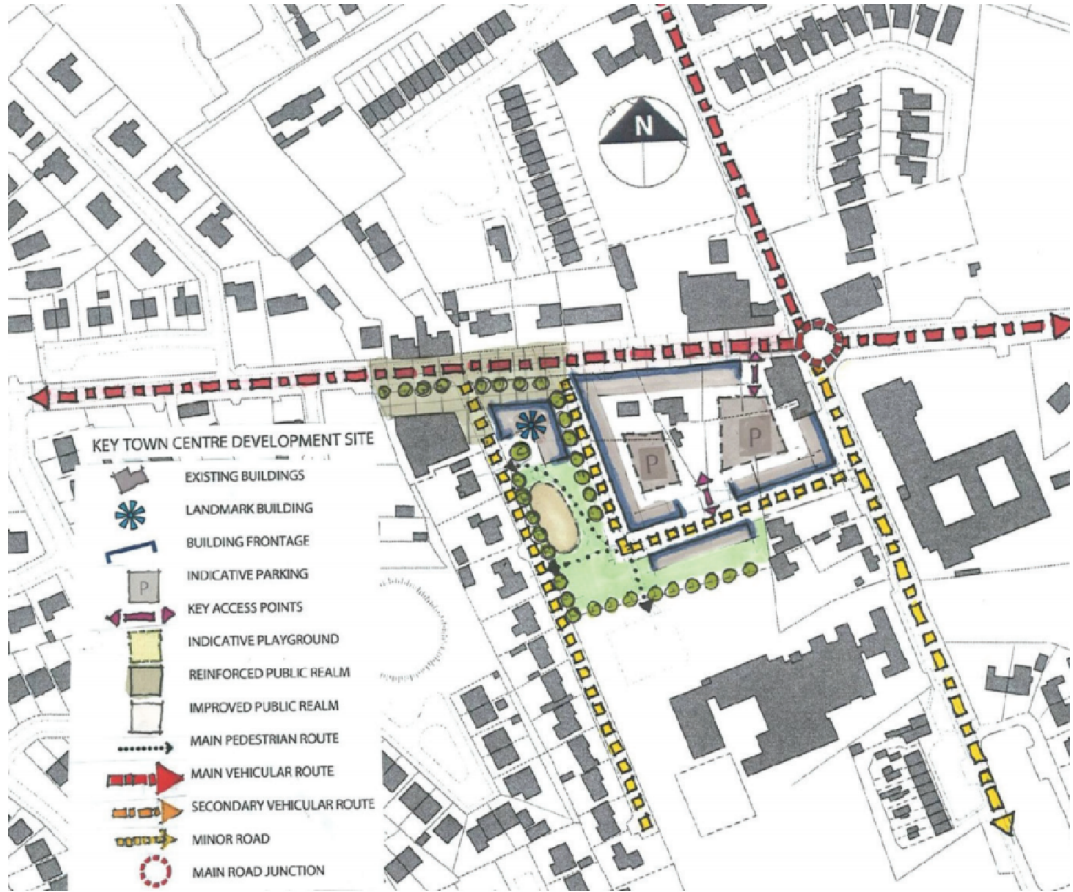 N
P
P
KEY TOWN CENTRE DEVELOPMENT SITE
EXISTING BUILDINGS
LANDMARK BUILDING
BUILDING FRONTAGE
P
INDICATIVE PARKING
KEY ACCESS POINTS
INDICATIVE PLAYGROUND
REINFORCED PUBLIC REALM
IMPROVED PUBLIC REALM
MAIN PEDESTRIAN ROUTE
MAIN VEHICULAR ROUTE
SECONDARY VEHICULAR ROUTE
MINOR ROAD
MAIN ROAD JUNCTION